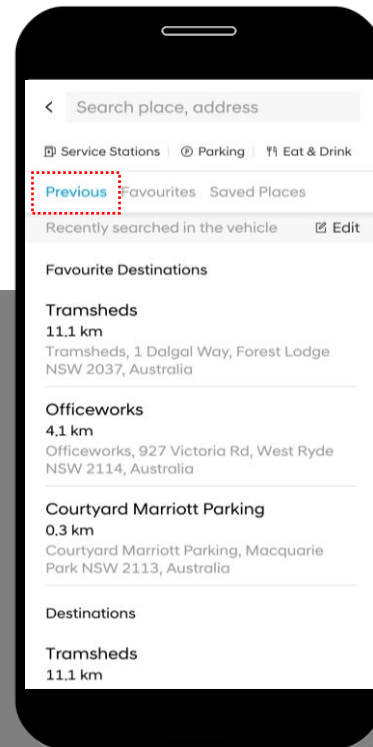 Search place, address
Service Stations Parking Eat & Drink
Previous Favourites Saved Places
Recently searched in the vehicle Edit
Favourite Destinations
Tramsheds
11,1 km
Tramsheds, 1 Dalgal Way, Forest Lodge
NSW 2037, Australia
Officeworks
4,1 km
Officeworks, 927 Victoria Rd, West Ryde
NSW 2114, Australia
Courtyard Marriott Parking
0,3 km
Courtyard Marriott Parking, Macquarie
Park NSW 2113, Australia
Destinations
Tramsheds
11,1 km